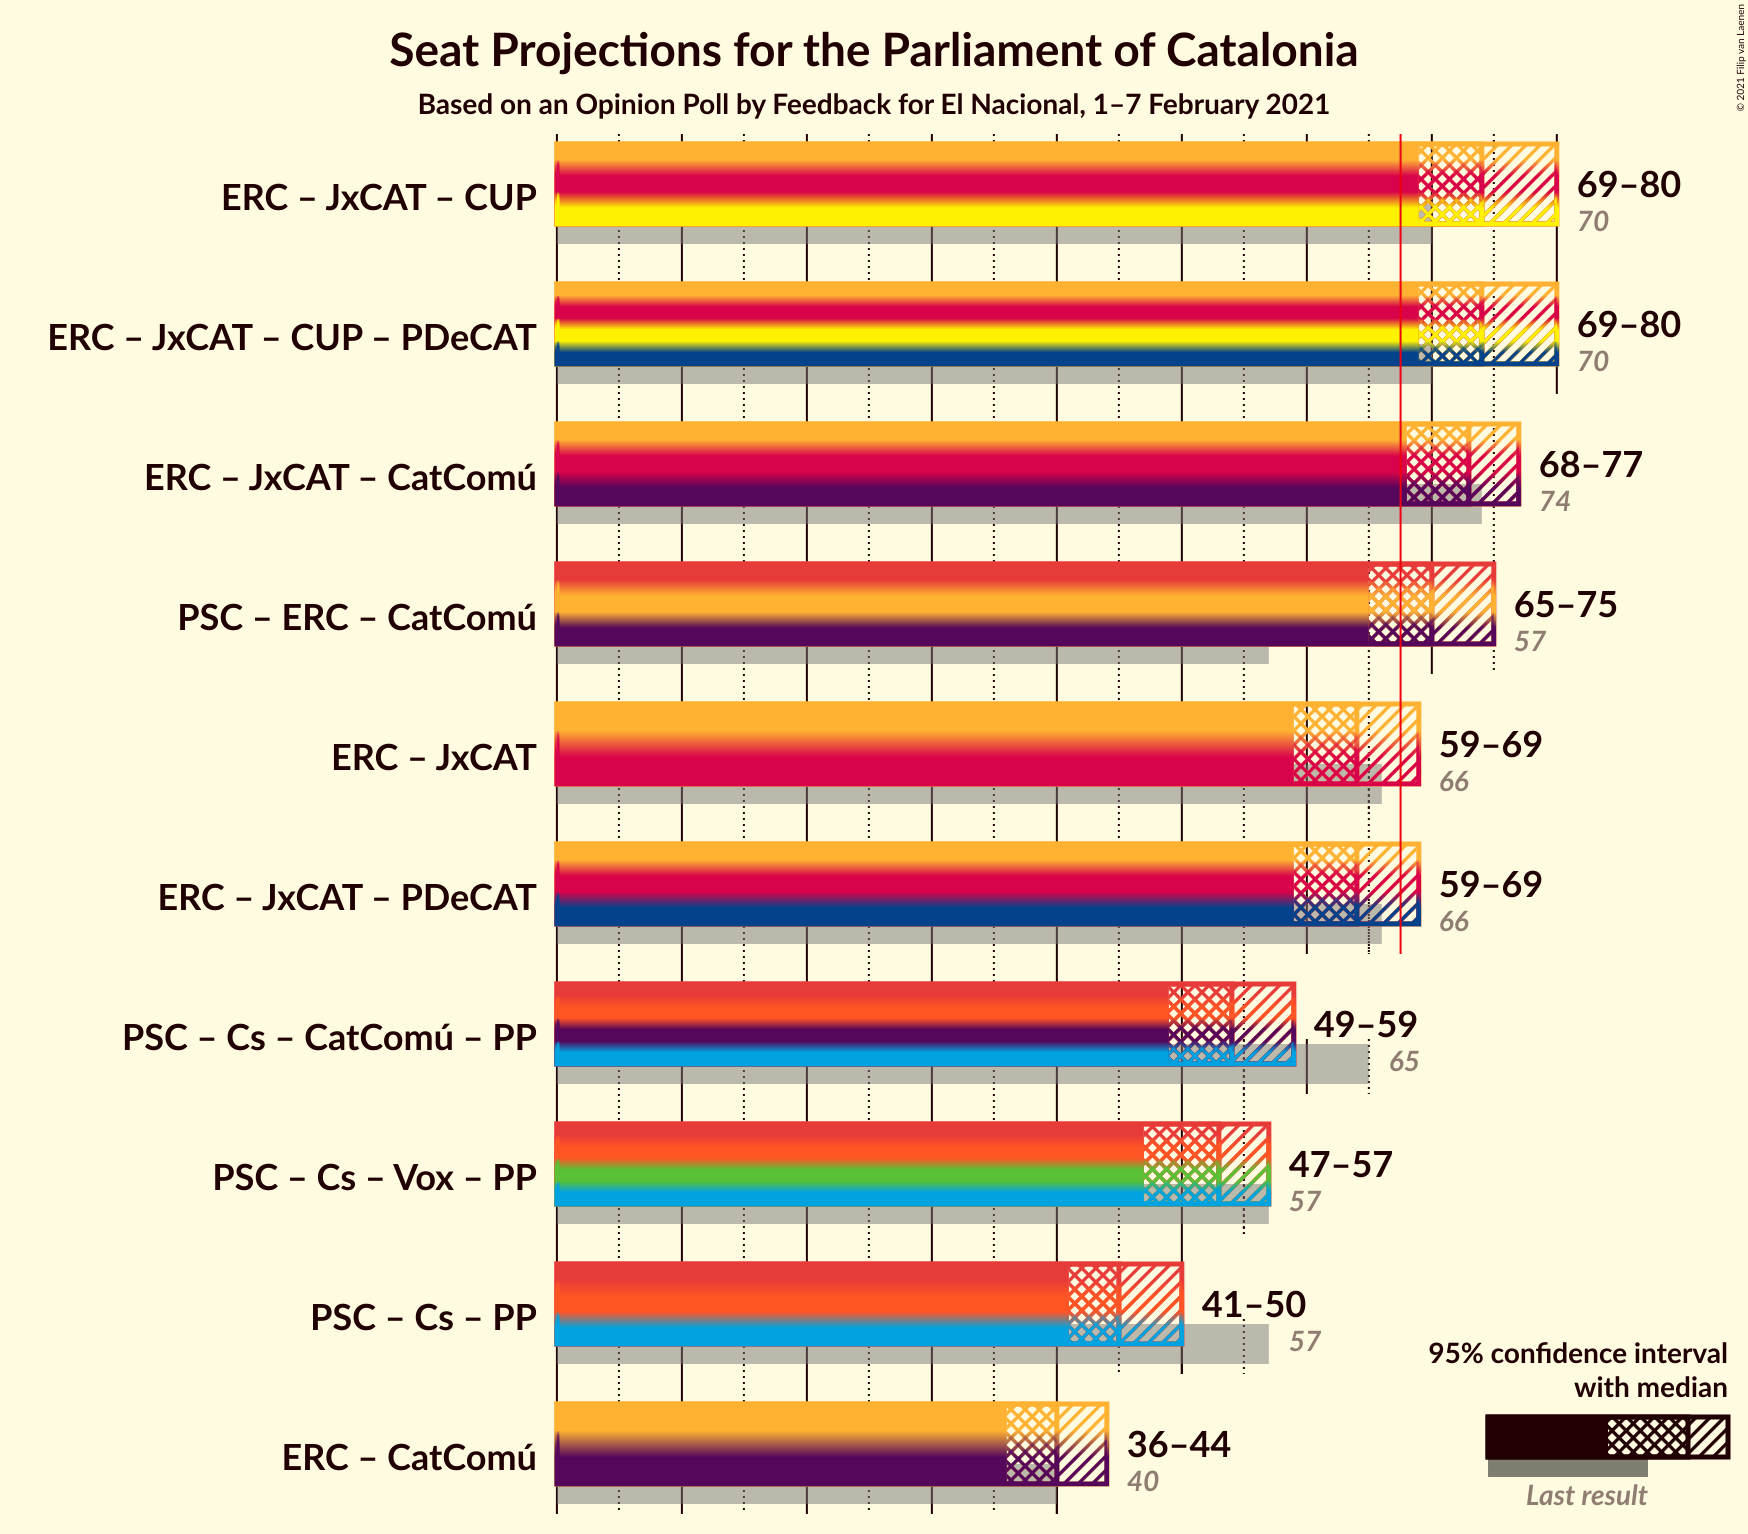 Seat Projections for the Parliament of Catalonia
Based on an Opinion Poll by Feedback for El Nacional, 1–7 February 2021
© 2021 Filip van Laenen
ERC – JxCAT – CUP
69–80
70
ERC – JxCAT – CUP – PDeCAT
69–80
70
ERC – JxCAT – CatComú
68–77
74
PSC – ERC – CatComú
65–75
57
ERC – JxCAT
59–69
66
ERC – JxCAT – PDeCAT
59–69
66
PSC – Cs – CatComú – PP
49–59
65
PSC – Cs – Vox – PP
47–57
57
PSC – Cs – PP
41–50
57
ERC – CatComú
36–44
40
95% confidence interval
with median
Last result